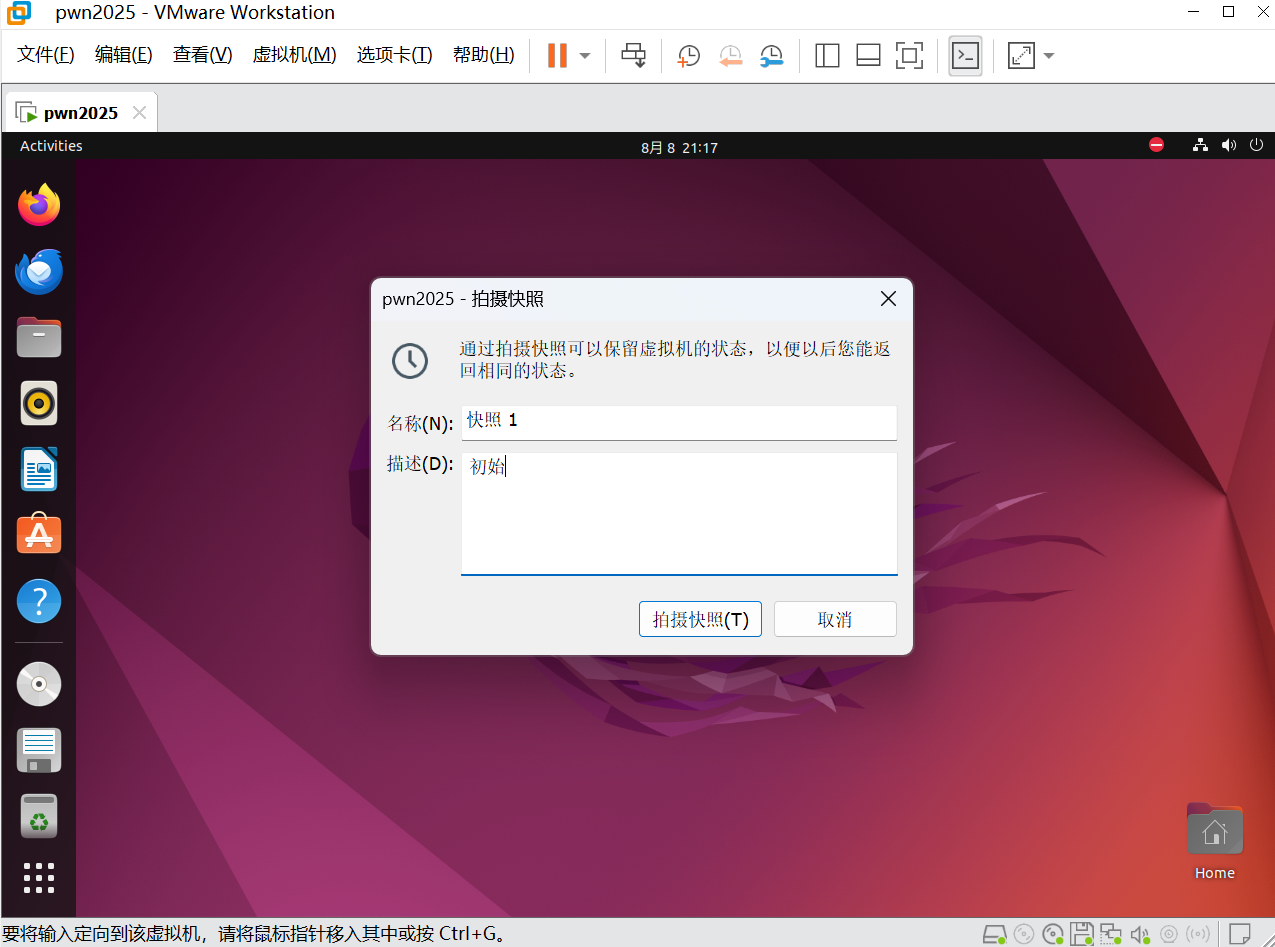 pwn2025 - VMware Workstation
文件(F) 编辑(E) 查看(V) 虚拟机(M) 选项卡(T) 帮助(H)
pwn2025
Activities
8月 8 21:17
pwn2025 - 拍摄快照
通过拍摄快照可以保留虚拟机的状态，以便以后您能返
回相同的状态。
名称(N): 快照 1
描述(D): 初始
拍摄快照(T) 取消
Home
要将输入定向到该虚拟机，请将鼠标指针移入其中或按 Ctrl+G。